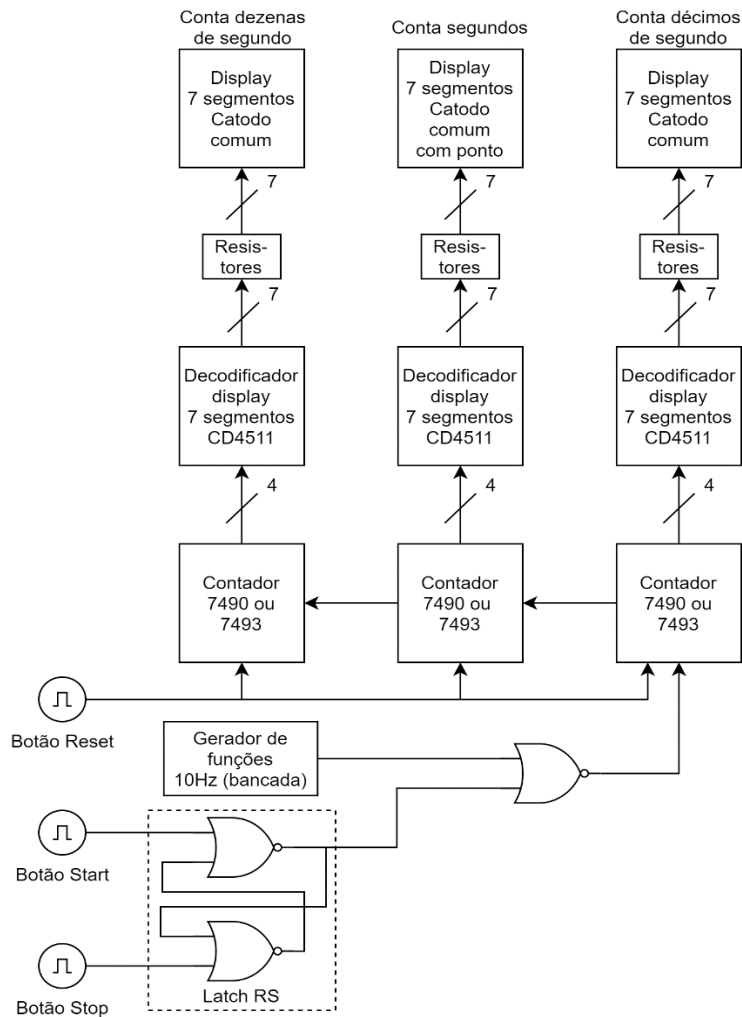 Conta dezenas
de segundo
Conta segundos
Conta décimos
de segundo
Display
7 segmentos
Catodo
comum
Display
7 segmentos
Catodo
comum
com ponto
Display
7 segmentos
Catodo
comum
7
7
7
Resis-
tores
Resis-
tores
Resis-
tores
7
7
7
Decodificador
display
7 segmentos
CD4511
Decodificador
display
7 segmentos
CD4511
Decodificador
display
7 segmentos
CD4511
4
4
4
Contador
7490 ou
7493
Contador
7490 ou
7493
Contador
7490 ou
7493
Botão Reset
Gerador de
funções
10Hz (bancada)
Botão Start
Botão Stop
Latch RS